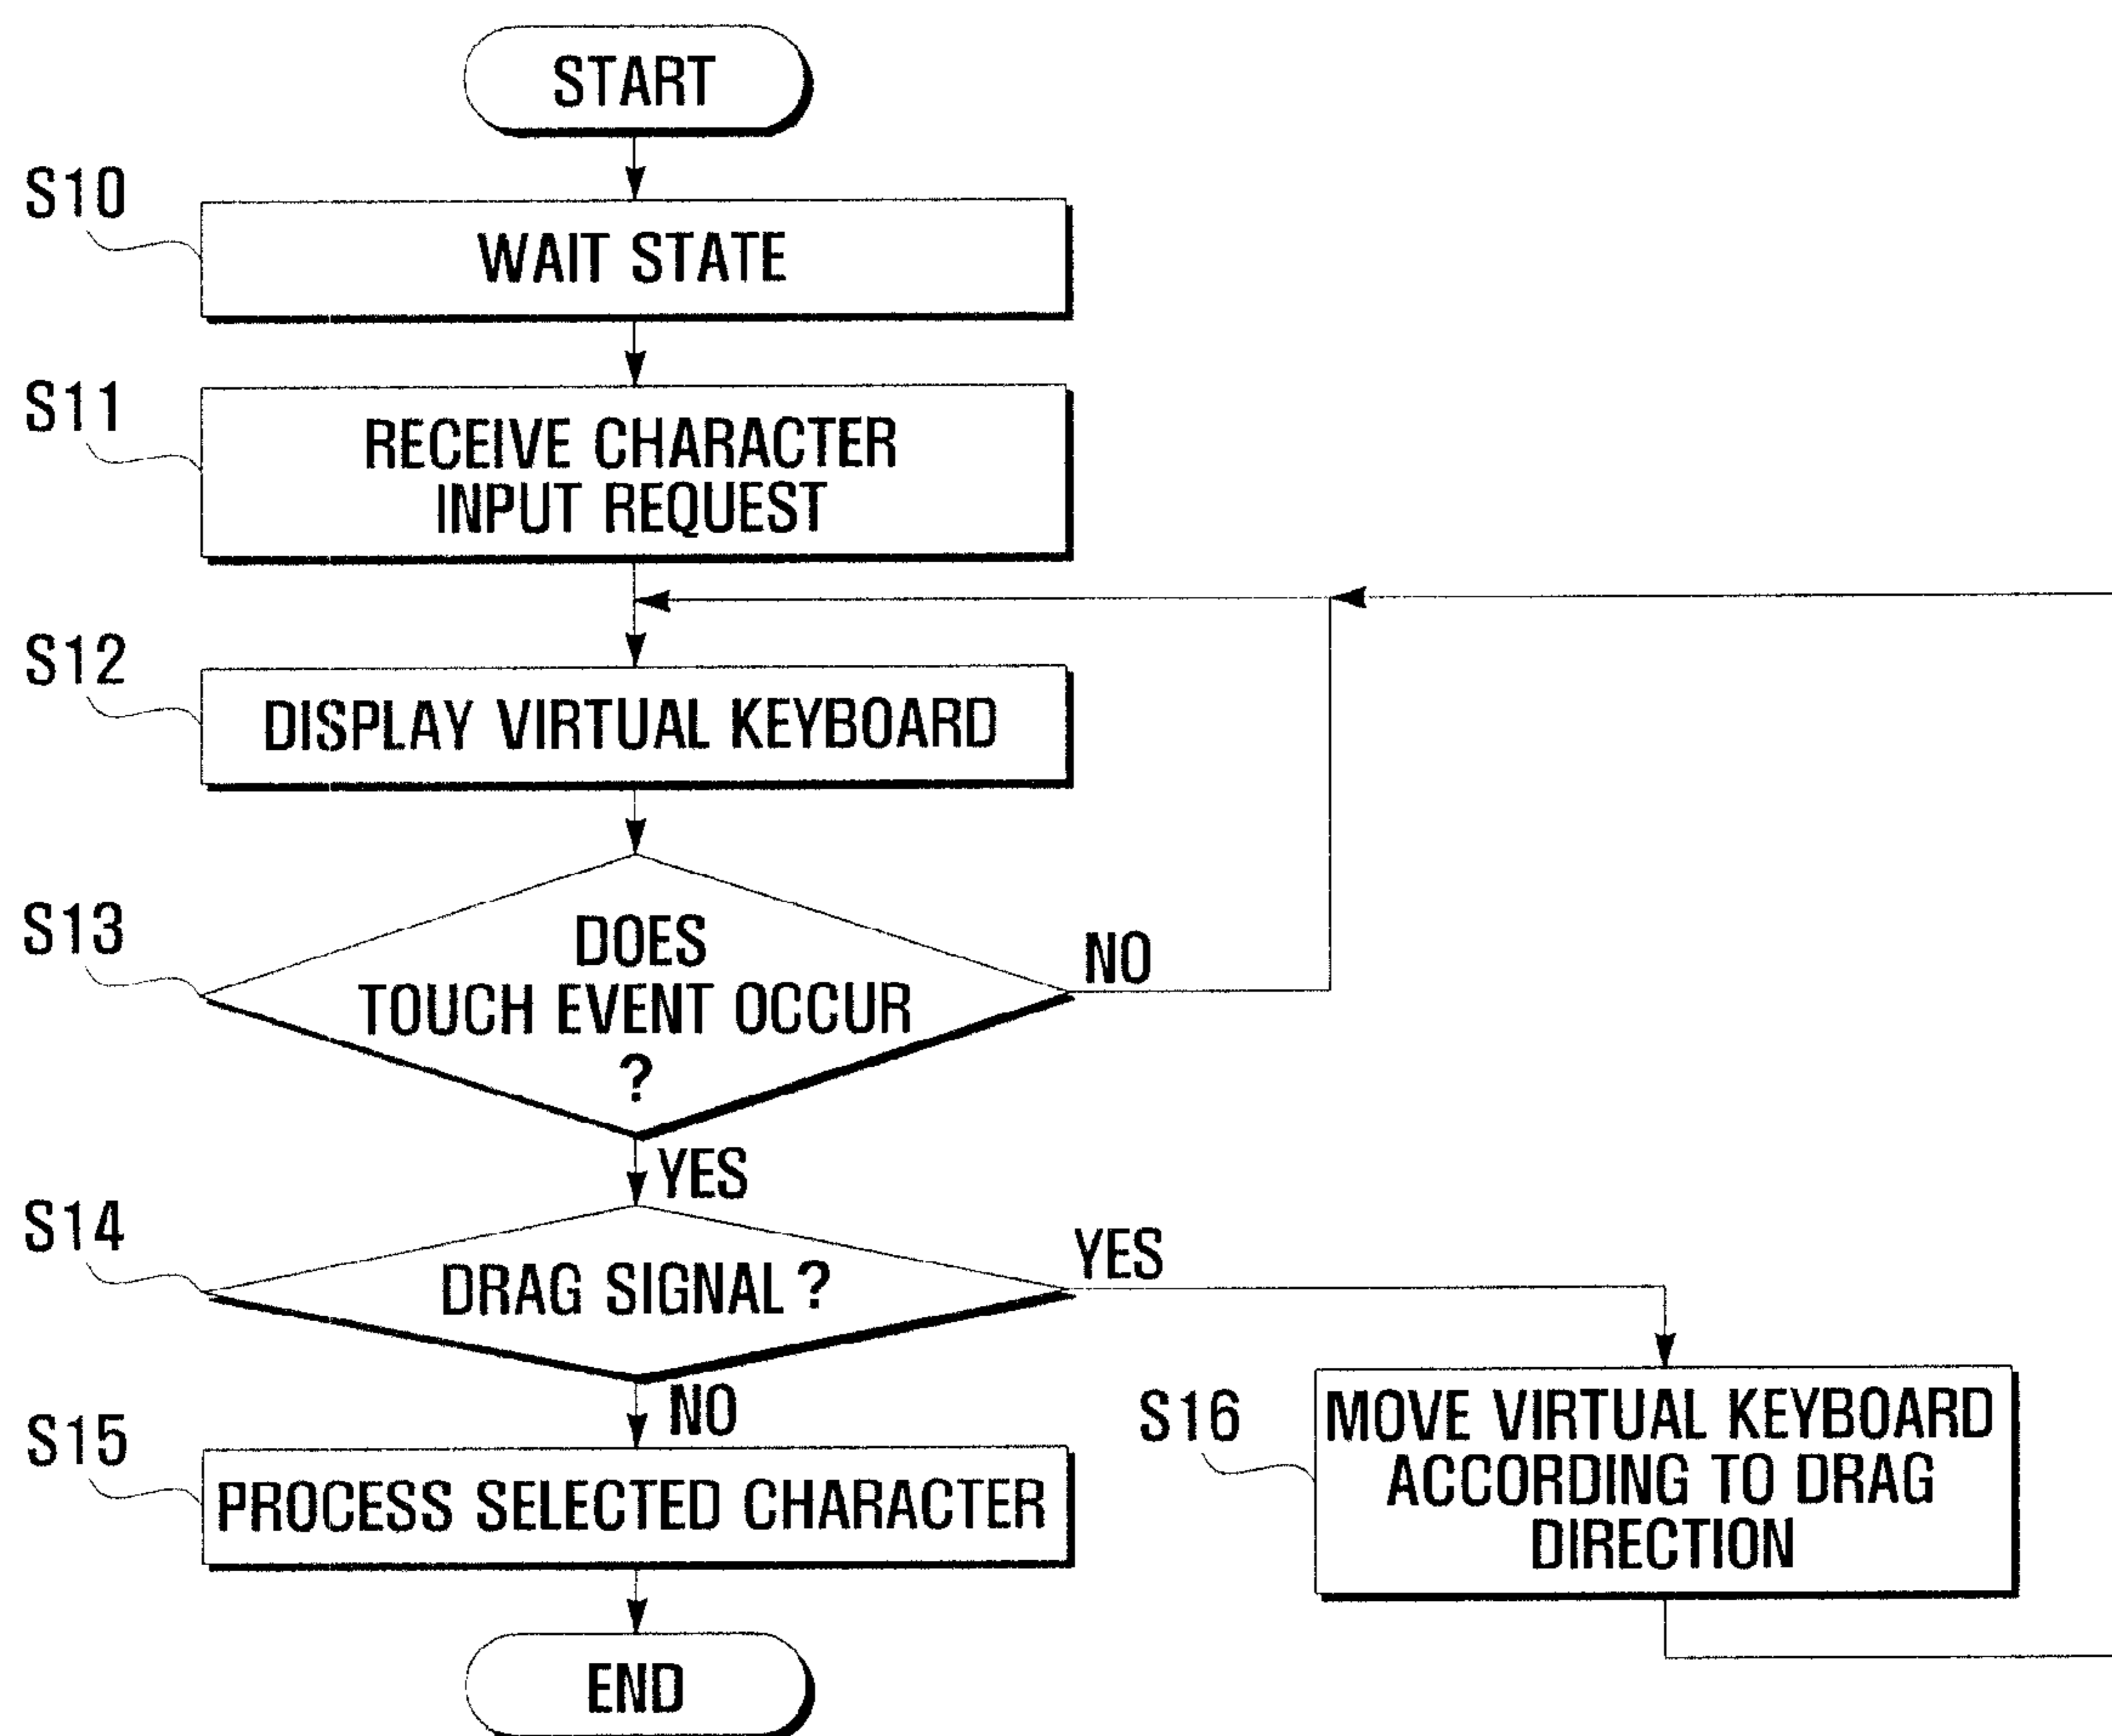 START
S10
WAIT STATE
S11
RECEIVE CHARACTER
INPUT REQUEST
S12
DISPLAY VIRTUAL KEYBOARD
S13
DOES
TOUCH EVENT OCCUR
?
NO
YES
S14
DRAG SIGNAL ?
YES
NO
S15
PROCESS SELECTED CHARACTER
S16
MOVE VIRTUAL KEYBOARD
ACCORDING TO DRAG
DIRECTION
END